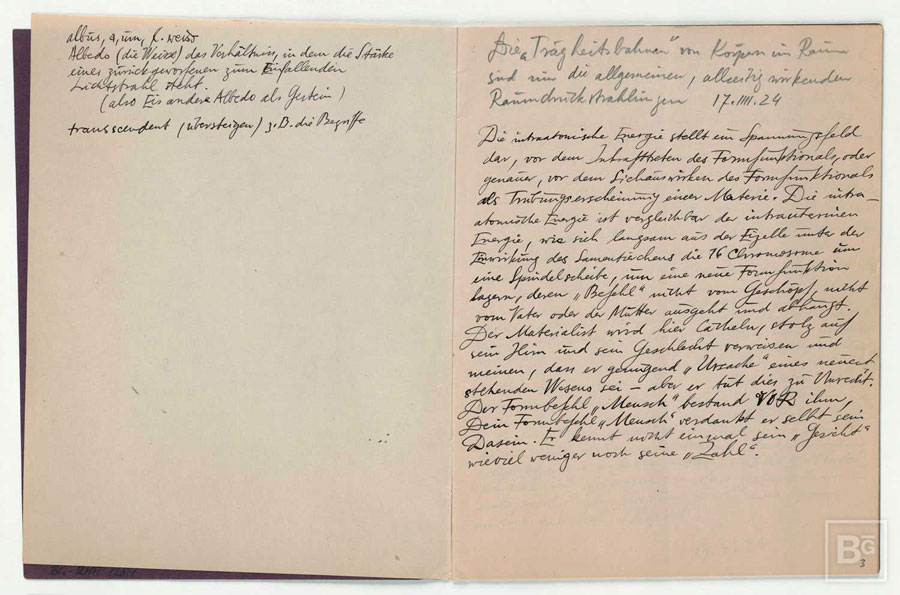 albus, a, um, l. weiss
Albedo (die Weisse) das Verhältniss, in dem die Stärke
eines zurückgeworfenen zum Einfallenden
Lichtstrahl steht.
(also Eis andere Albedo als Gestein)
transscendent (übersteigen) z.B. die Begriffe
Die „Trägheitsbahnen" von Körpern im Raum
sind nur die allgemeinen, allseitig wirkenden
Raumdruckstrahlungen 17.IIII.24
Die intraatomische Energie stellt ein Spannungsfeld
dar, vor dem Inkrafttreten des Formfunktionals, oder
genauer, vor dem Sichauswirken des Formfunktionals
als Trübungserscheinung einer Materie. Die intra-
atomische Energie ist vergleichbar der intrauterinen
Energie, wie sich langsam aus der Eizelle unter der
Einwirkung des Samentierchens die 16 Chromosome um
eine Spindelscheibe, um eine neue Formfunktion
lagern, deren „Befehl" nicht vom Geschöpf, nicht
vom Vater oder der Mutter ausgeht und abhängt.
Der Materialist wird hier lächeln, stolz auf
sein Hirn und sein Geschlecht verweisen und
meinen, dass er genügend „Ursache" eines neuent
stehenden Wesens sei – aber er tut dies zu Unrecht.
Der Formbefehl „Mensch" bestand VOR ihm,
Dem Formbefehl „Mensch" verdankt er selbst sein
Dasein. Er kennt nicht einmal sein „Gesicht"
wieviel weniger noch seine „Zahl".
3
BG